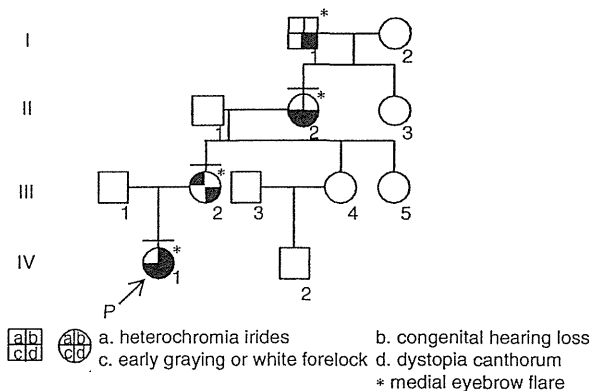 *
I
1 2
*
II
1 2 3
*
III
1 2 3 4 5
*
IV
1 2
P
a b a b a. heterochromia irides b. congenital hearing loss
c d c d c. early graying or white forelock d. dystopia canthorum
* medial eyebrow flare